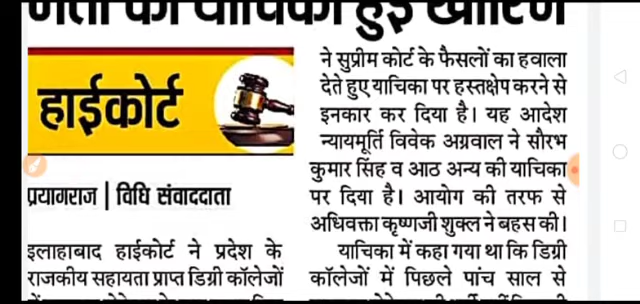 हाईकोर्ट
प्रयागराज | विधि संवाददाता
इलाहाबाद हाईकोर्ट ने प्रदेश के
राजकीय सहायता प्राप्त डिग्री कॉलेजों
ने सुप्रीम कोर्ट के फैसलों का हवाला
देते हुए याचिका पर हस्तक्षेप करने से
इनकार कर दिया है। यह आदेश
न्यायमूर्ति विवेक अग्रवाल ने सौरभ
कुमार सिंह व आठ अन्य की याचिका
पर दिया है। आयोग की तरफ से
अधिवक्ता कृष्णजी शुक्ल ने बहस की।
याचिका में कहा गया था कि डिग्री
कॉलेजों में पिछले पांच साल से